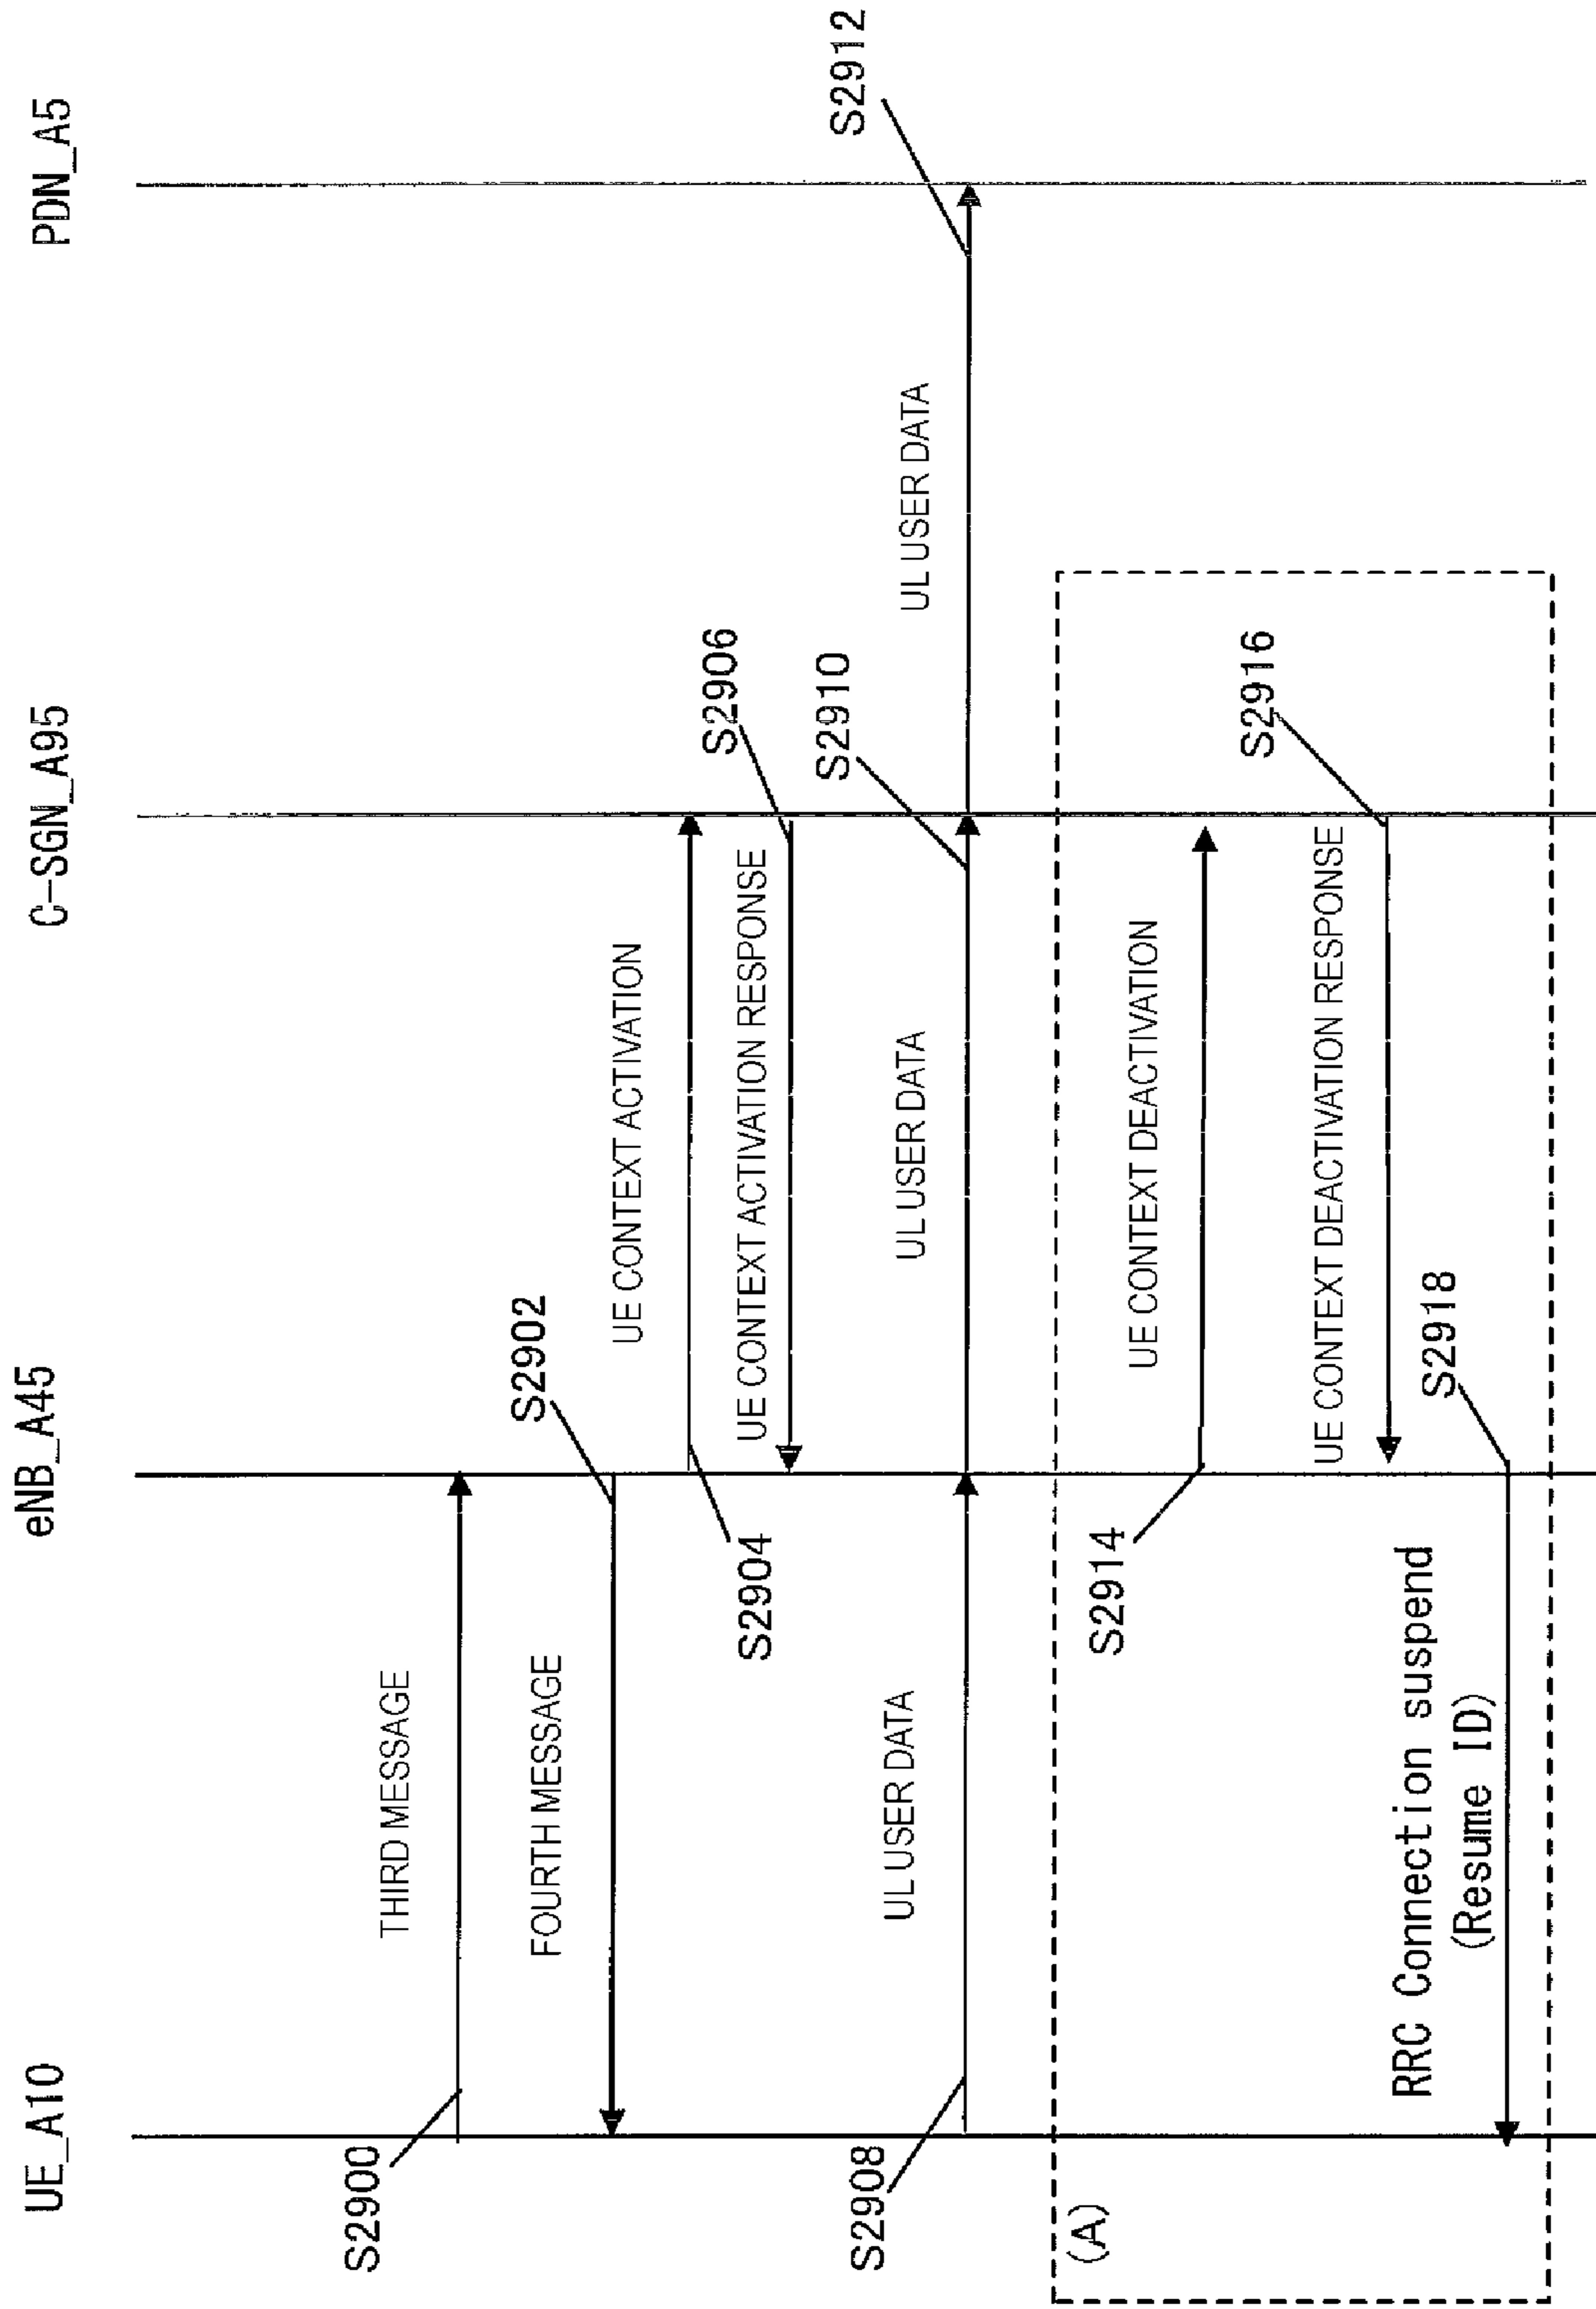 UE_A10
eNB_A45
C-SGN_A95
PDN_A5
S2900
THIRD MESSAGE
S2902
FOURTH MESSAGE
UE CONTEXT ACTIVATION
S2904
S2906
UE CONTEXT ACTIVATION RESPONSE
S2908
UL USER DATA
S2910
UL USER DATA
S2912
UL USER DATA
(A)
S2914
UE CONTEXT DEACTIVATION
S2916
UE CONTEXT DEACTIVATION RESPONSE
S2918
RRC Connection suspend
(Resume ID)